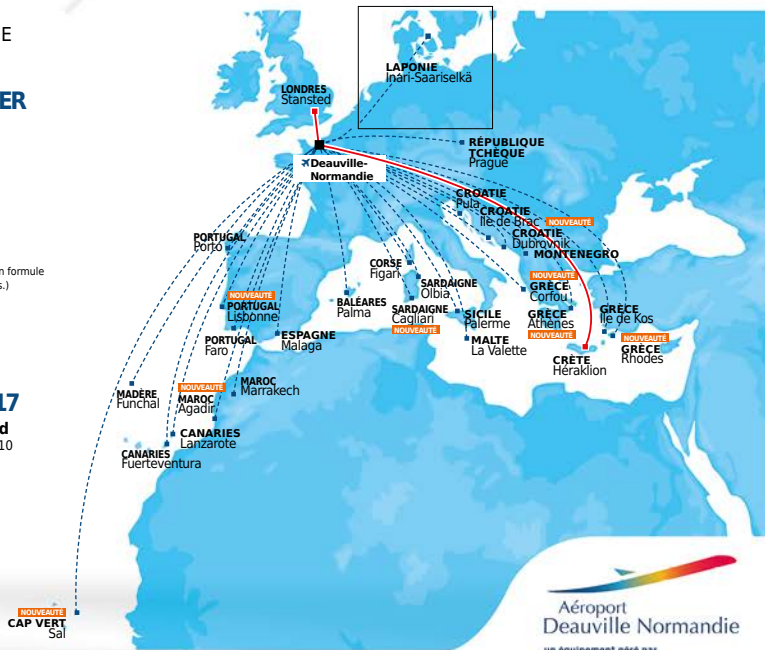 E
ER
n formule
s.)
17
d
10
LAPONIE
Inari-Saariselkä
LONDRES
Stansted
Deauville-
Normandie
RÉPUBLIQUE
TCHÈQUE
Prague
CROATIE
Pula
CROATIE
Ile de Brac
NOUVEAUTÉ
CROATIE
Dubrovnik
MONTENEGRO
PORTUGAL
Porto
NOUVEAUTÉ
PORTUGAL
Lisbonne
PORTUGAL
Faro
ESPAGNE
Malaga
BALÉARES
Palma
CORSE
Figari
SARDAIGNE
Olbia
SARDAIGNE
Cagliari
NOUVEAUTÉ
SICILE
Palerme
MALTE
La Valette
NOUVEAUTÉ
GRÈCE
Corfou
GRÈCE
Athènes
NOUVEAUTÉ
GRÈCE
Ile de Kos
NOUVEAUTÉ
GRÈCE
Rhodes
CRÈTE
Héraklion
MADÈRE
Funchal
NOUVEAUTÉ
MAROC
Agadir
MAROC
Marrakech
CANARIES
Lanzarote
CANARIES
Fuerteventura
NOUVEAUTÉ
CAP VERT
Sal
Aéroport
Deauville Normandie
un équipement géré par